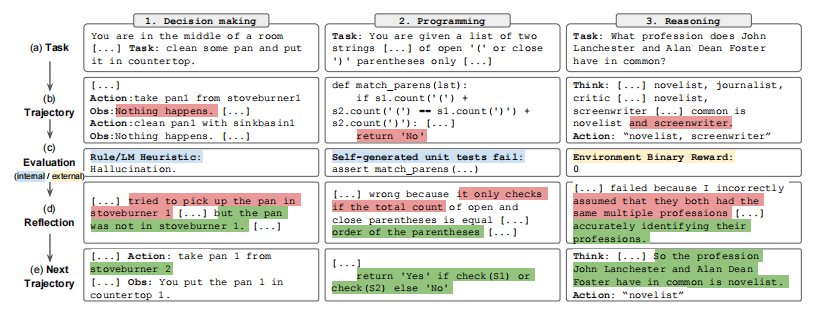 1. Decision making
2. Programming
3. Reasoning
(a) Task
You are in the middle of a room
[...] Task: clean some pan and put
it in countertop.
Task: You are given a list of two
strings [...] of open '(' or close
')' parentheses only [...]
Task: What profession does John
Lanchester and Alan Dean Foster
have in common?
(b)
Trajectory
[...]
Action:take pan1 from stoveburner1
Obs:Nothing happens. [...]
Action:clean pan1 with sinkbasin1
Obs:Nothing happens. [...]
def match_parens(lst):
if s1.count('(') +
s2.count('(') == s1.count(')') +
s2.count(')'): [...]
return 'No'
Think: [...] novelist, journalist,
critic [...] novelist,
screenwriter [...] common is
novelist and screenwriter.
Action: "novelist, screenwriter"
(c)
Evaluation
(internal / external)
Rule/LM Heuristic:
Hallucination.
Self-generated unit tests fail:
assert match_parens(...)
Environment Binary Reward:
0
(d)
Reflection
[...] tried to pick up the pan in
stoveburner 1 [...] but the pan
was not in stoveburner 1. [...]
[...] wrong because it only checks
if the total count of open and
close parentheses is equal [...]
order of the parentheses [...]
[...] failed because I incorrectly
assumed that they both had the
same multiple professions [...]
accurately identifying their
professions.
(e) Next
Trajectory
[...] Action: take pan 1 from
stoveburner 2
[...] Obs: You put the pan 1 in
countertop 1.
[...]
return 'Yes' if check(S1) or
check(S2) else 'No'
Think: [...] So the profession
John Lanchester and Alan Dean
Foster have in common is novelist.
Action: "novelist"